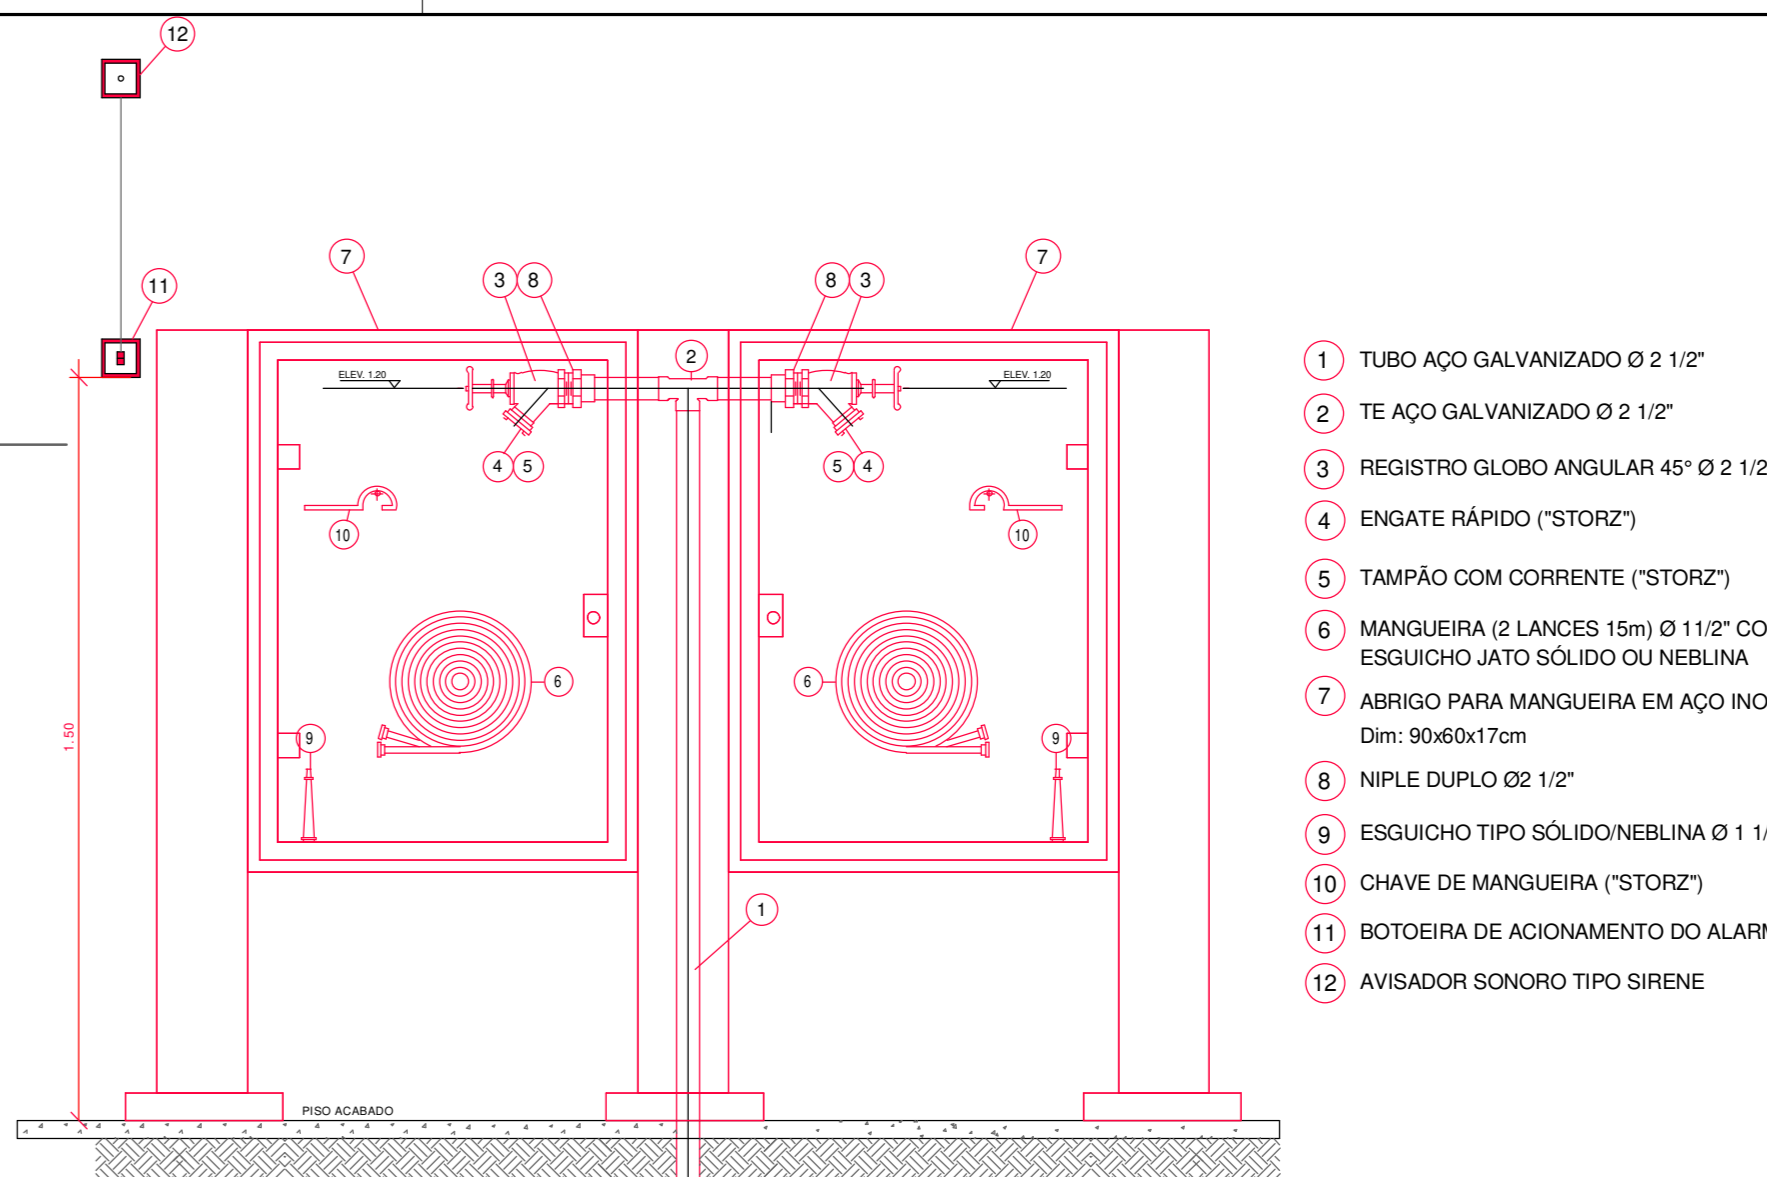 12
11
7
3 8
8 3
7
2
ELEV. 1.20
ELEV. 1.20
4 5
5 4
10
10
6
6
9
9
1.50
1
PISO ACABADO
1 TUBO AÇO GALVANIZADO Ø 2 1/2"
2 TE AÇO GALVANIZADO Ø 2 1/2"
3 REGISTRO GLOBO ANGULAR 45° Ø 2 1/2
4 ENGATE RÁPIDO ("STORZ")
5 TAMPÃO COM CORRENTE ("STORZ")
6 MANGUEIRA (2 LANCES 15m) Ø 11/2" CO
ESGUICHO JATO SÓLIDO OU NEBLINA
7 ABRIGO PARA MANGUEIRA EM AÇO INO
Dim: 90x60x17cm
8 NIPLE DUPLO Ø2 1/2"
9 ESGUICHO TIPO SÓLIDO/NEBLINA Ø 1 1/
10 CHAVE DE MANGUEIRA ("STORZ")
11 BOTOEIRA DE ACIONAMENTO DO ALARM
12 AVISADOR SONORO TIPO SIRENE